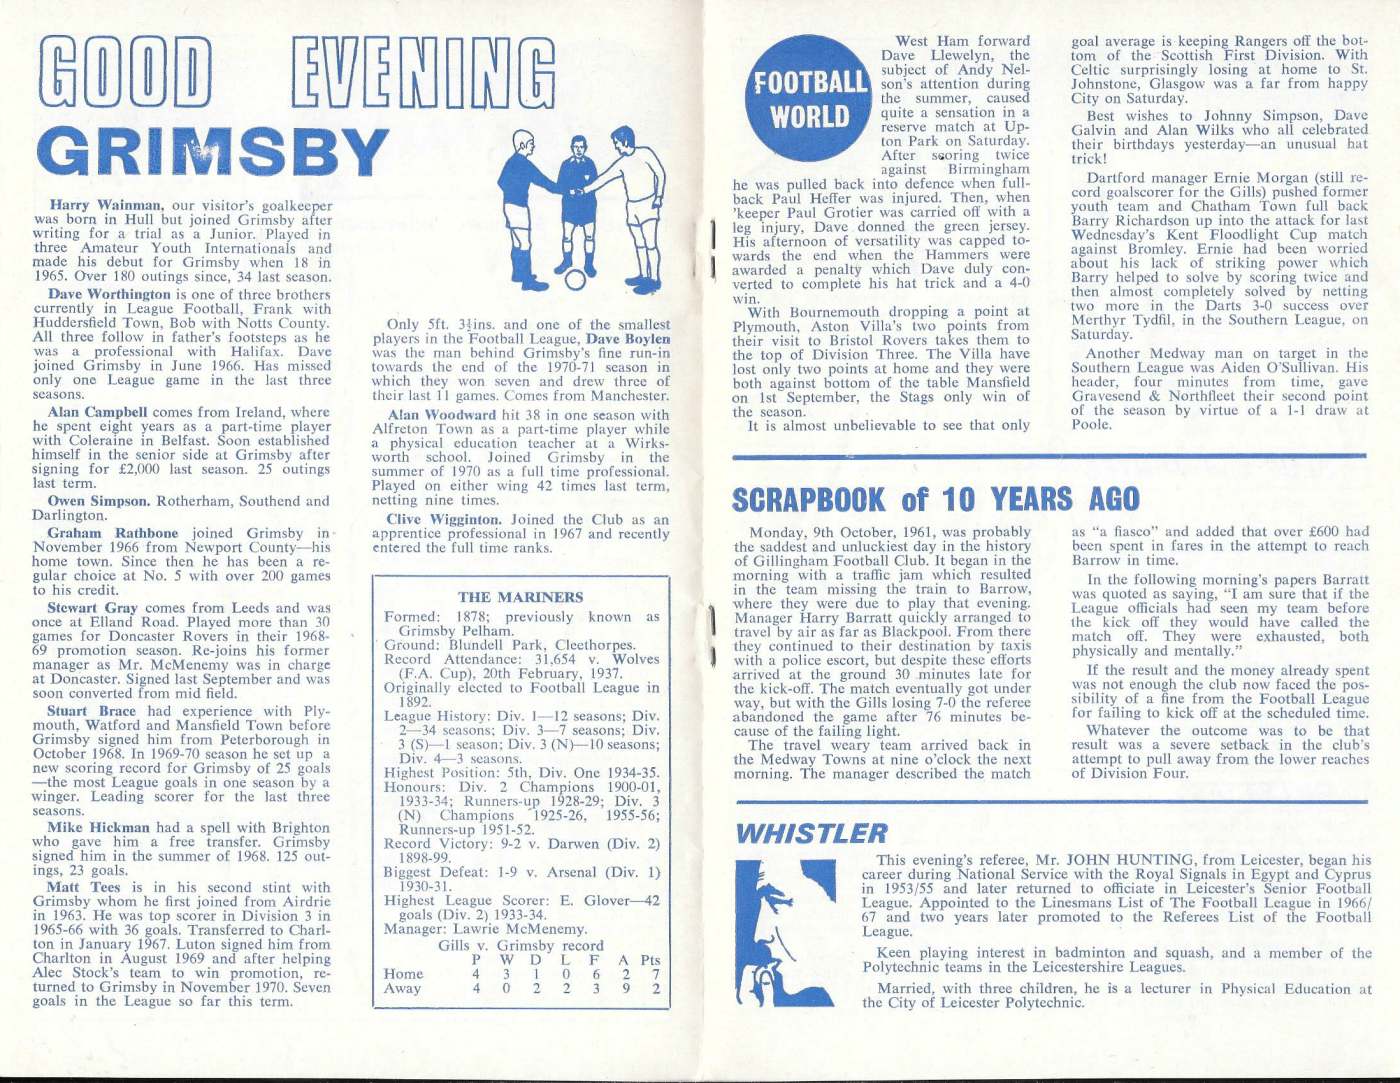 GOOD EVENING
GRIMSBY
Harry Wainman, our visitor's goalkeeper
was born in Hull but joined Grimsby after
writing for a trial as a Junior. Played in
three Amateur Youth Internationals and
made his debut for Grimsby when 18 in
1965. Over 180 outings since, 34 last season.
Dave Worthington is one of three brothers
currently in League Football, Frank with
Huddersfield Town, Bob with Notts County.
All three follow in father's footsteps as he
was a professional with Halifax. Dave
joined Grimsby in June 1966. Has missed
only one League game in the last three
seasons.
Alan Campbell comes from Ireland, where
he spent eight years as a part-time player
with Coleraine in Belfast. Soon established
himself in the senior side at Grimsby after
signing for £2,000 last season. 25 outings
last term.
Owen Simpson. Rotherham, Southend and
Darlington.
Graham Rathbone joined Grimsby in
November 1966 from Newport County—his
home town. Since then he has been a re-
gular choice at No. 5 with over 200 games
to his credit.
Stewart Gray comes from Leeds and was
once at Elland Road. Played more than 30
games for Doncaster Rovers in their 1968-
69 promotion season. Re-joins his former
manager as Mr. McMenemy was in charge
at Doncaster. Signed last September and was
soon converted from mid field.
Stuart Brace had experience with Ply-
mouth, Watford and Mansfield Town before
Grimsby signed him from Peterborough in
October 1968. In 1969-70 season he set up a
new scoring record for Grimsby of 25 goals
—the most League goals in one season by a
winger. Leading scorer for the last three
seasons.
Mike Hickman had a spell with Brighton
who gave him a free transfer. Grimsby
signed him in the summer of 1968. 125 out-
ings, 23 goals.
Matt Tees is in his second stint with
Grimsby whom he first joined from Airdrie
in 1963. He was top scorer in Division 3 in
1965-66 with 36 goals. Transferred to Charl-
ton in January 1967. Luton signed him from
Charlton in August 1969 and after helping
Alec Stock's team to win promotion, re-
turned to Grimsby in November 1970. Seven
goals in the League so far this term.
Only 5ft. 3½ins. and one of the smallest
players in the Football League, Dave Boylen
was the man behind Grimsby's fine run-in
towards the end of the 1970-71 season in
which they won seven and drew three of
their last 11 games. Comes from Manchester.
Alan Woodward hit 38 in one season with
Alfreton Town as a part-time player while
a physical education teacher at a Wirks-
worth school. Joined Grimsby in the
summer of 1970 as a full time professional.
Played on either wing 42 times last term,
netting nine times.
Clive Wigginton. Joined the Club as an
apprentice professional in 1967 and recently
entered the full time ranks.
THE MARINERS
Formed: 1878; previously known as
Grimsby Pelham.
Ground: Blundell Park, Cleethorpes.
Record Attendance: 31,654 v. Wolves
(F.A. Cup), 20th February, 1937.
Originally elected to Football League in
1892.
League History: Div. 1—12 seasons; Div.
2—34 seasons; Div. 3—7 seasons; Div.
3 (S)—1 season; Div. 3 (N)—10 seasons;
Div. 4—3 seasons.
Highest Position: 5th, Div. One 1934-35.
Honours: Div. 2 Champions 1900-01,
1933-34; Runners-up 1928-29; Div. 3
(N) Champions 1925-26, 1955-56;
Runners-up 1951-52.
Record Victory: 9-2 v. Darwen (Div. 2)
1898-99.
Biggest Defeat: 1-9 v. Arsenal (Div. 1)
1930-31.
Highest League Scorer: E. Glover—42
goals (Div. 2) 1933-34.
Manager: Lawrie McMenemy.
Gills v. Grimsby record
P W D L F A Pts
Home 4 3 1 0 6 2 7
Away 4 0 2 2 3 9 2
FOOTBALL
WORLD
West Ham forward
Dave Llewelyn, the
subject of Andy Nel-
son's attention during
the summer, caused
quite a sensation in a
reserve match at Up-
ton Park on Saturday.
After scoring twice
against Birmingham
he was pulled back into defence when full-
back Paul Heffer was injured. Then, when
'keeper Paul Grotier was carried off with a
leg injury, Dave donned the green jersey.
His afternoon of versatility was capped to-
wards the end when the Hammers were
awarded a penalty which Dave duly con-
verted to complete his hat trick and a 4-0
win.
With Bournemouth dropping a point at
Plymouth, Aston Villa's two points from
their visit to Bristol Rovers takes them to
the top of Division Three. The Villa have
lost only two points at home and they were
both against bottom of the table Mansfield
on 1st September, the Stags only win of
the season.
It is almost unbelievable to see that only
goal average is keeping Rangers off the bot-
tom of the Scottish First Division. With
Celtic surprisingly losing at home to St.
Johnstone, Glasgow was a far from happy
City on Saturday.
Best wishes to Johnny Simpson, Dave
Galvin and Alan Wilks who all celebrated
their birthdays yesterday—an unusual hat
trick!
Dartford manager Ernie Morgan (still re-
cord goalscorer for the Gills) pushed former
youth team and Chatham Town full back
Barry Richardson up into the attack for last
Wednesday's Kent Floodlight Cup match
against Bromley. Ernie had been worried
about his lack of striking power which
Barry helped to solve by scoring twice and
then almost completely solved by netting
two more in the Darts 3-0 success over
Merthyr Tydfil, in the Southern League, on
Saturday.
Another Medway man on target in the
Southern League was Aiden O'Sullivan. His
header, four minutes from time, gave
Gravesend & Northfleet their second point
of the season by virtue of a 1-1 draw at
Poole.
SCRAPBOOK of 10 YEARS AGO
Monday, 9th October, 1961, was probably
the saddest and unluckiest day in the history
of Gillingham Football Club. It began in the
morning with a traffic jam which resulted
in the team missing the train to Barrow,
where they were due to play that evening.
Manager Harry Barratt quickly arranged to
travel by air as far as Blackpool. From there
they continued to their destination by taxis
with a police escort, but despite these efforts
arrived at the ground 30 minutes late for
the kick-off. The match eventually got under
way, but with the Gills losing 7-0 the referee
abandoned the game after 76 minutes be-
cause of the failing light.
The travel weary team arrived back in
the Medway Towns at nine o'clock the next
morning. The manager described the match
as "a fiasco" and added that over £600 had
been spent in fares in the attempt to reach
Barrow in time.
In the following morning's papers Barratt
was quoted as saying, "I am sure that if the
League officials had seen my team before
the kick off they would have called the
match off. They were exhausted, both
physically and mentally."
If the result and the money already spent
was not enough the club now faced the pos-
sibility of a fine from the Football League
for failing to kick off at the scheduled time.
Whatever the outcome was to be that
result was a severe setback in the club's
attempt to pull away from the lower reaches
of Division Four.
WHISTLER
This evening's referee, Mr. JOHN HUNTING, from Leicester, began his
career during National Service with the Royal Signals in Egypt and Cyprus
in 1953/55 and later returned to officiate in Leicester's Senior Football
League. Appointed to the Linesmans List of The Football League in 1966/
67 and two years later promoted to the Referees List of the Football
League.
Keen playing interest in badminton and squash, and a member of the
Polytechnic teams in the Leicestershire Leagues.
Married, with three children, he is a lecturer in Physical Education at
the City of Leicester Polytechnic.